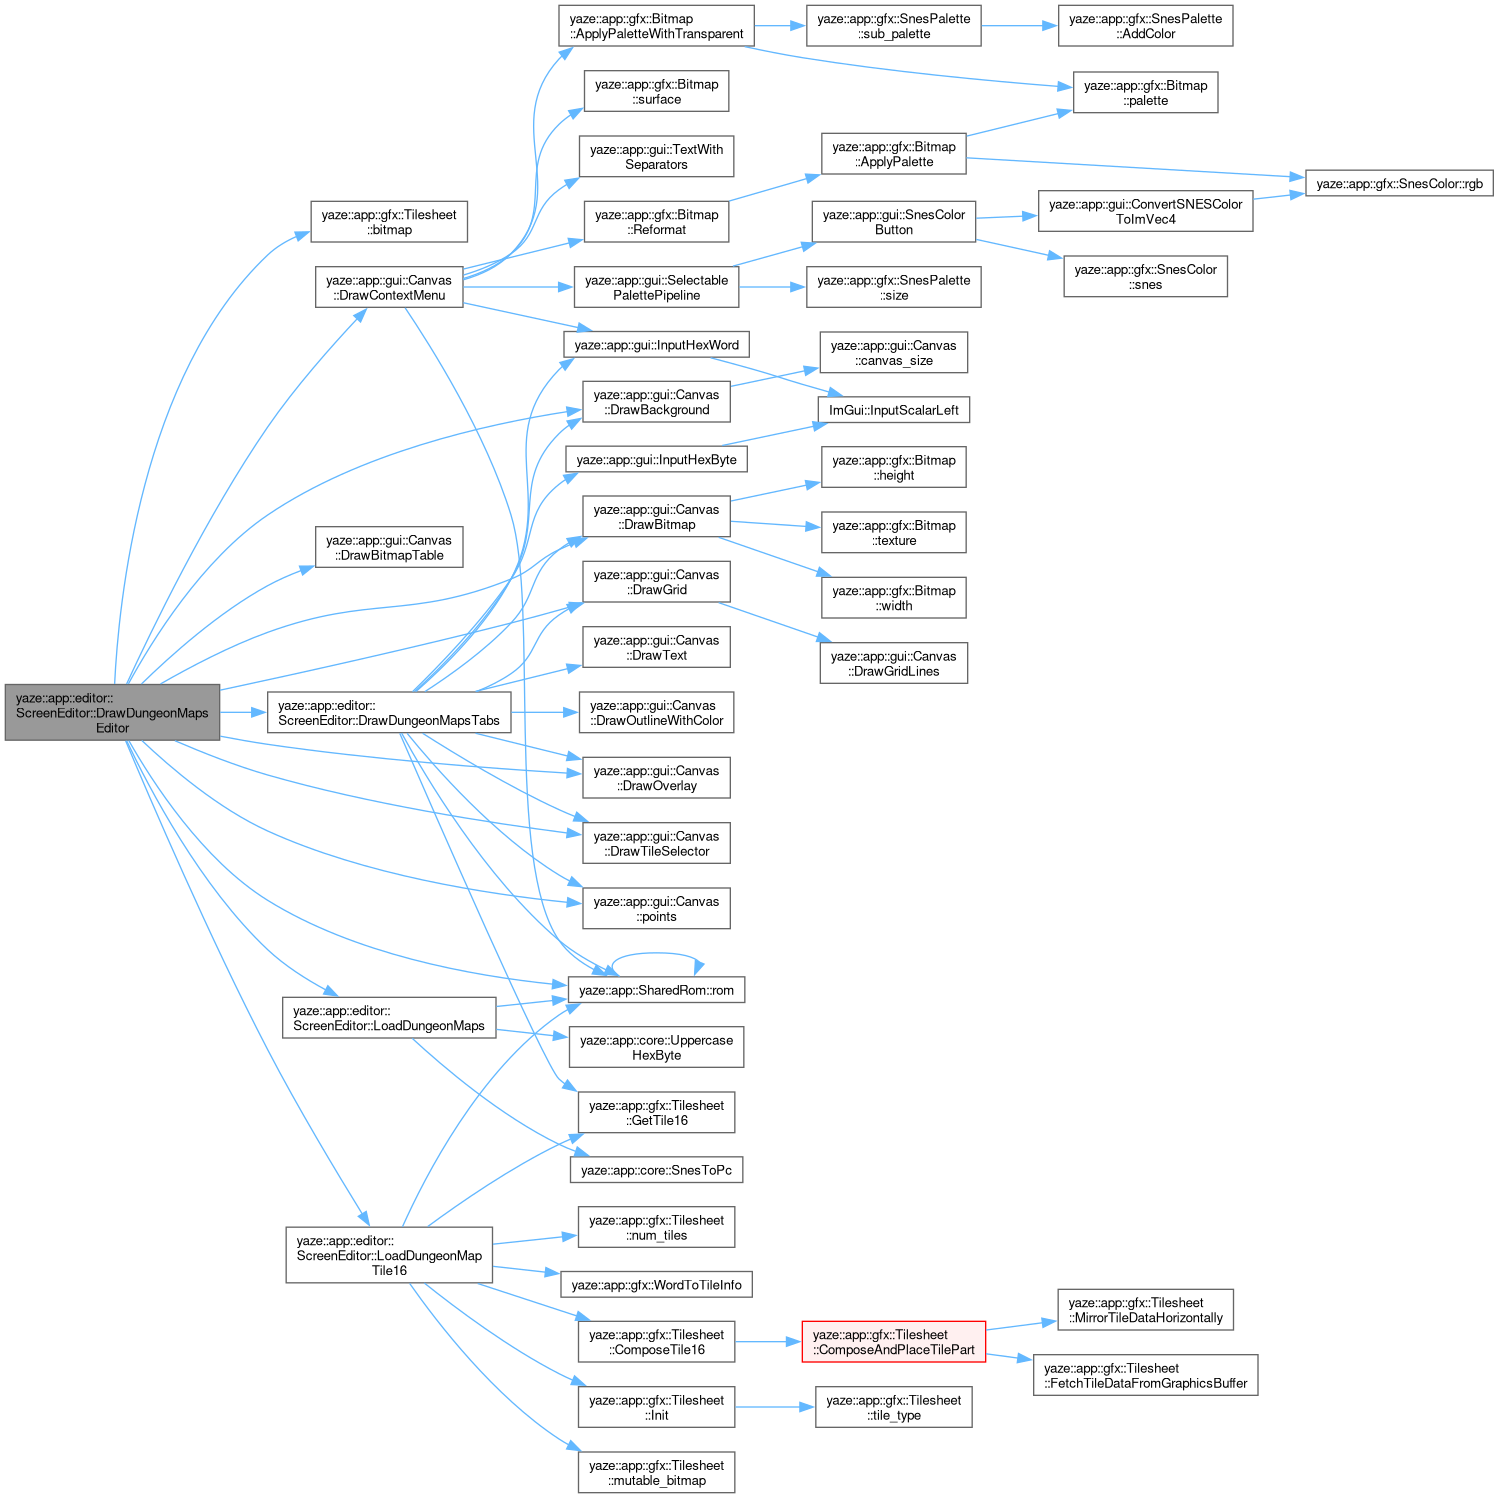 yaze::app::editor::
ScreenEditor::DrawDungeonMaps
Editor
yaze::app::gfx::Tilesheet
::bitmap
yaze::app::gui::Canvas
::DrawContextMenu
yaze::app::gui::Canvas
::DrawBitmapTable
yaze::app::editor::
ScreenEditor::DrawDungeonMapsTabs
yaze::app::editor::
ScreenEditor::LoadDungeonMaps
yaze::app::editor::
ScreenEditor::LoadDungeonMap
Tile16
yaze::app::gfx::Bitmap
::ApplyPaletteWithTransparent
yaze::app::gfx::Bitmap
::surface
yaze::app::gui::TextWith
Separators
yaze::app::gfx::Bitmap
::Reformat
yaze::app::gui::Selectable
PalettePipeline
yaze::app::gui::InputHexWord
yaze::app::gui::Canvas
::DrawBackground
yaze::app::gui::InputHexByte
yaze::app::gui::Canvas
::DrawBitmap
yaze::app::gui::Canvas
::DrawGrid
yaze::app::gui::Canvas
::DrawText
yaze::app::gui::Canvas
::DrawOutlineWithColor
yaze::app::gui::Canvas
::DrawOverlay
yaze::app::gui::Canvas
::DrawTileSelector
yaze::app::gui::Canvas
::points
yaze::app::SharedRom::rom
yaze::app::core::Uppercase
HexByte
yaze::app::gfx::Tilesheet
::GetTile16
yaze::app::core::SnesToPc
yaze::app::gfx::Tilesheet
::num_tiles
yaze::app::gfx::WordToTileInfo
yaze::app::gfx::Tilesheet
::ComposeTile16
yaze::app::gfx::Tilesheet
::Init
yaze::app::gfx::Tilesheet
::mutable_bitmap
yaze::app::gfx::SnesPalette
::sub_palette
yaze::app::gfx::Bitmap
::ApplyPalette
yaze::app::gui::SnesColor
Button
yaze::app::gfx::SnesPalette
::size
yaze::app::gui::Canvas
::canvas_size
ImGui::InputScalarLeft
yaze::app::gfx::Bitmap
::height
yaze::app::gfx::Bitmap
::texture
yaze::app::gfx::Bitmap
::width
yaze::app::gui::Canvas
::DrawGridLines
yaze::app::gfx::Tilesheet
::ComposeAndPlaceTilePart
yaze::app::gfx::Tilesheet
::tile_type
yaze::app::gfx::SnesPalette
::AddColor
yaze::app::gfx::Bitmap
::palette
yaze::app::gui::ConvertSNESColor
ToImVec4
yaze::app::gfx::SnesColor
::snes
yaze::app::gfx::Tilesheet
::MirrorTileDataHorizontally
yaze::app::gfx::Tilesheet
::FetchTileDataFromGraphicsBuffer
yaze::app::gfx::SnesColor::rgb